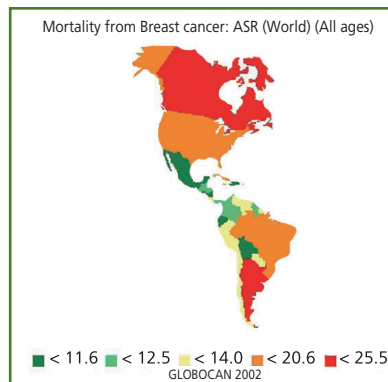 Mortality from Breast cancer: ASR (World) (All ages)
< 11.6 < 12.5 < 14.0 < 20.6 < 25.5
GLOBOCAN 2002